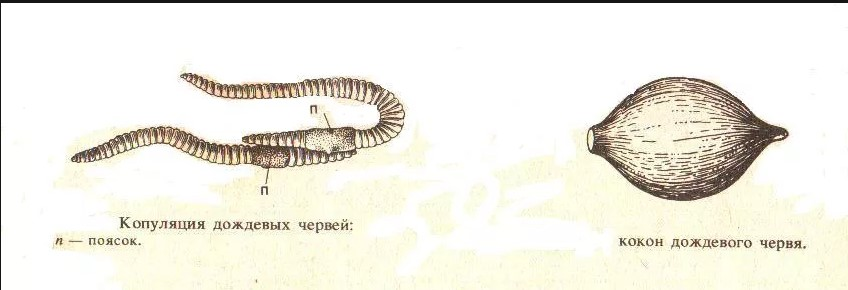 п
п
Копуляция дождевых червей:
п — поясок.
кокон дождевого червя.